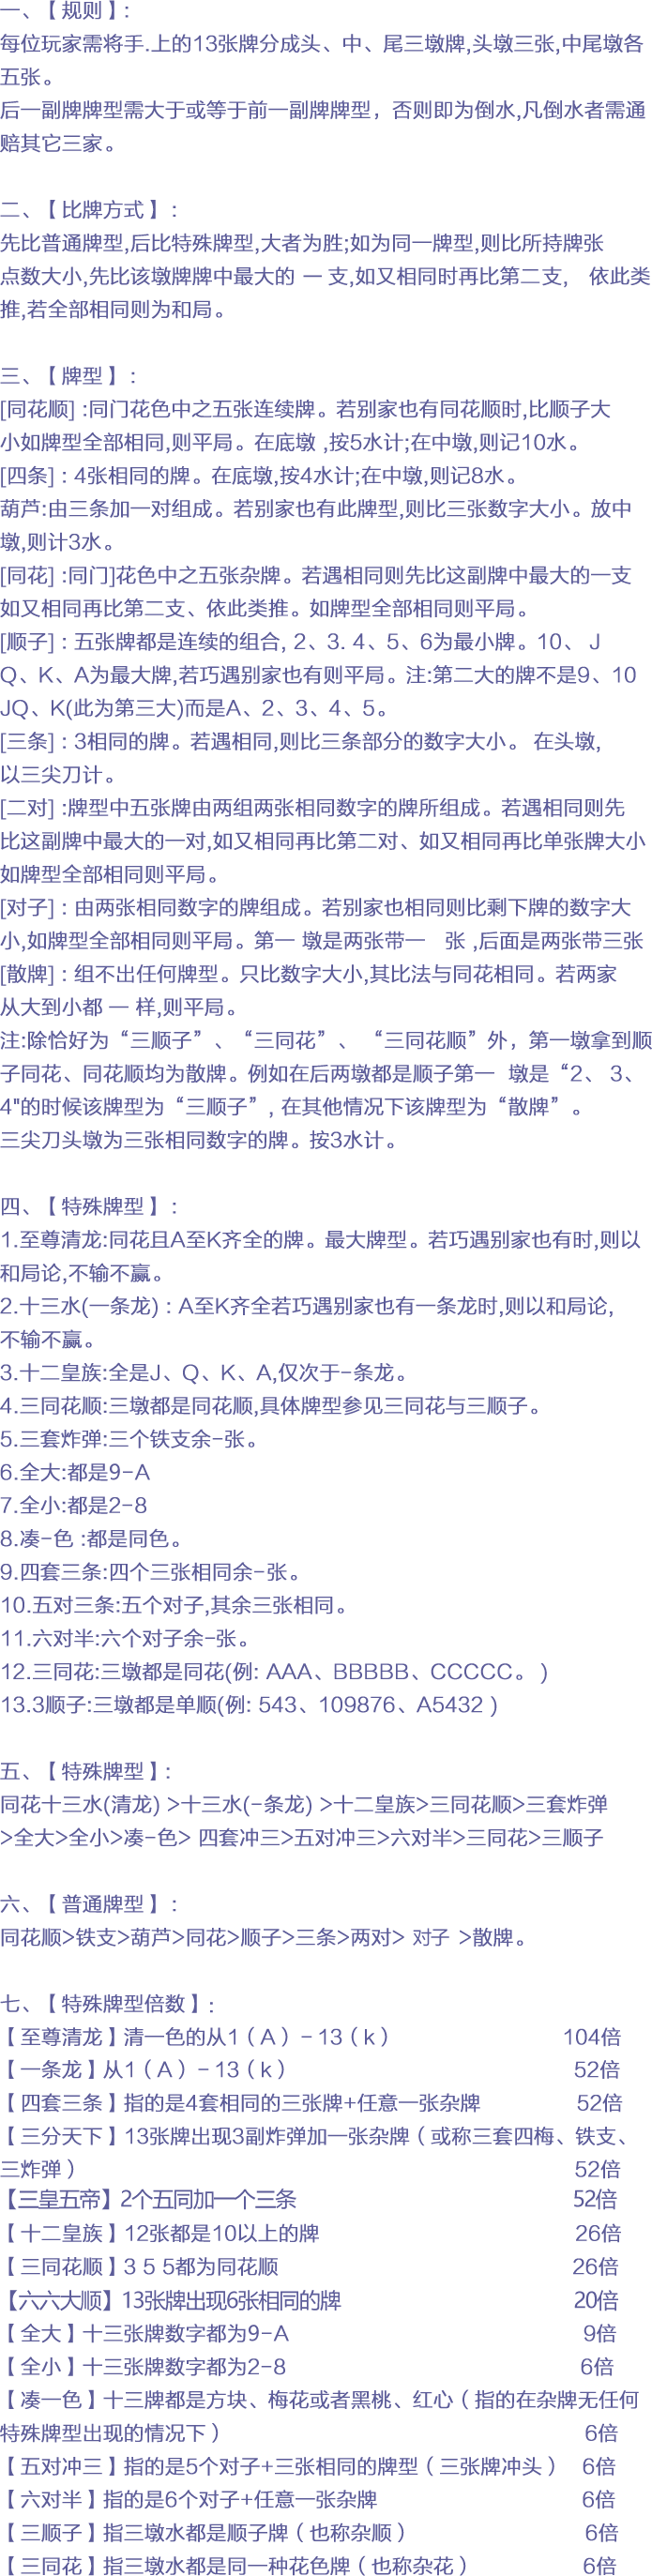 一、【 规则 】:
每位玩家需将手.上的13张牌分成头、中、尾三墩牌,头墩三张,中尾墩各
五张。
后一副牌牌型需大于或等于前一副牌牌型，否则即为倒水,凡倒水者需通
赔其它三家。
二、【 比牌方式 】 :
先比普通牌型,后比特殊牌型,大者为胜;如为同一牌型,则比所持牌张
点数大小,先比该墩牌牌中最大的 一 支,如又相同时再比第二支， 依此类
推,若全部相同则为和局。
三、【 牌型 】 :
[同花顺] :同门花色中之五张连续牌。若别家也有同花顺时,比顺子大
小如牌型全部相同,则平局。在底墩 ,按5水计;在中墩,则记10水。
[四条] : 4张相同的牌。在底墩,按4水计;在中墩,则记8水。
葫芦:由三条加一对组成。若别家也有此牌型,则比三张数字大小。放中
墩,则计3水。
[同花] :同门]花色中之五张杂牌。若遇相同则先比这副牌中最大的一支
如又相同再比第二支、依此类推。如牌型全部相同则平局。
[顺子] : 五张牌都是连续的组合, 2、3. 4、5、6为最小牌。10、 J
Q、K、A为最大牌,若巧遇别家也有则平局。注:第二大的牌不是9、10
JQ、K(此为第三大)而是A、2、3、4、5。
[三条] : 3相同的牌。若遇相同,则比三条部分的数字大小。 在头墩,
以三尖刀计。
[二对] :牌型中五张牌由两组两张相同数字的牌所组成。若遇相同则先
比这副牌中最大的一对,如又相同再比第二对、如又相同再比单张牌大小
如牌型全部相同则平局。
[对子] : 由两张相同数字的牌组成。若别家也相同则比剩下牌的数字大
小,如牌型全部相同则平局。第一 墩是两张带一 张 ,后面是两张带三张
[散牌] : 组不出任何牌型。只比数字大小,其比法与同花相同。若两家
从大到小都 一 样,则平局。
注:除恰好为“三顺子”、“三同花”、 “三同花顺”外，第一墩拿到顺
子同花、同花顺均为散牌。例如在后两墩都是顺子第一 墩是“2、 3、
4"的时候该牌型为“三顺子”, 在其他情况下该牌型为“散牌”。
三尖刀头墩为三张相同数字的牌。按3水计。
四、【 特殊牌型 】 :
1.至尊清龙:同花且A至K齐全的牌。最大牌型。若巧遇别家也有时,则以
和局论,不输不赢。
2.十三水(一条龙) : A至K齐全若巧遇别家也有一条龙时,则以和局论,
不输不赢。
3.十二皇族:全是J、Q、K、A,仅次于-条龙。
4.三同花顺:三墩都是同花顺,具体牌型参见三同花与三顺子。
5.三套炸弹:三个铁支余-张。
6.全大:都是9-A
7.全小:都是2-8
8.凑-色 :都是同色。
9.四套三条:四个三张相同余-张。
10.五对三条:五个对子,其余三张相同。
11.六对半:六个对子余-张。
12.三同花:三墩都是同花(例: AAA、BBBBB、CCCCC。 )
13.3顺子:三墩都是单顺(例: 543、109876、A5432 )
五、【 特殊牌型 】:
同花十三水(清龙) >十三水(-条龙) >十二皇族>三同花顺>三套炸弹
>全大>全小>凑-色> 四套冲三>五对冲三>六对半>三同花>三顺子
六、【 普通牌型 】 :
同花顺>铁支>葫芦>同花>顺子>三条>两对> 对子 >散牌。
七、【 特殊牌型倍数 】:
【 至尊清龙 】清一色的从1（ A ）- 13（ k ） 104倍
【 一条龙 】从1（ A ）- 13（ k ） 52倍
【 四套三条 】指的是4套相同的三张牌+任意一张杂牌 52倍
【 三分天下 】13张牌出现3副炸弹加一张杂牌（ 或称三套四梅、铁支、
三炸弹 ） 52倍
【三皇五帝】2个五同加一个三条 52倍
【 十二皇族 】12张都是10以上的牌 26倍
【 三同花顺 】3 5 5都为同花顺 26倍
【六六大顺】13张牌出现6张相同的牌 20倍
【 全大 】十三张牌数字都为9-A 9倍
【 全小 】十三张牌数字都为2-8 6倍
【 凑一色 】十三牌都是方块、梅花或者黑桃、红心（ 指的在杂牌无任何
特殊牌型出现的情况下 ） 6倍
【 五对冲三 】指的是5个对子+三张相同的牌型（ 三张牌冲头 ） 6倍
【 六对半 】指的是6个对子+任意一张杂牌 6倍
【 三顺子 】指三墩水都是顺子牌（ 也称杂顺 ） 6倍
【 三同花 】指三墩水都是同一种花色牌（ 也称杂花 ） 6倍